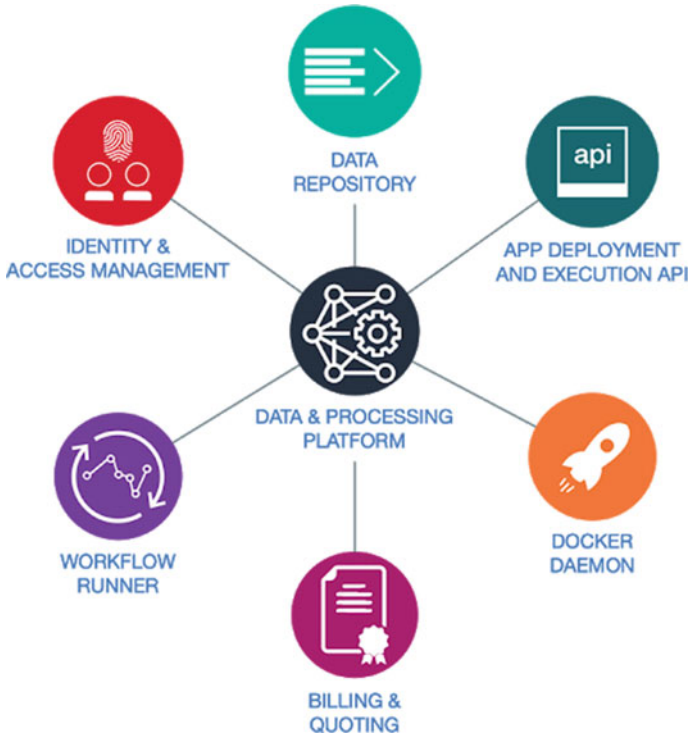 DATA
REPOSITORY
api
IDENTITY &
ACCESS MANAGEMENT
APP DEPLOYMENT
AND EXECUTION API
DATA & PROCESSING
PLATFORM
WORKFLOW
RUNNER
DOCKER
DAEMON
BILLING &
QUOTING